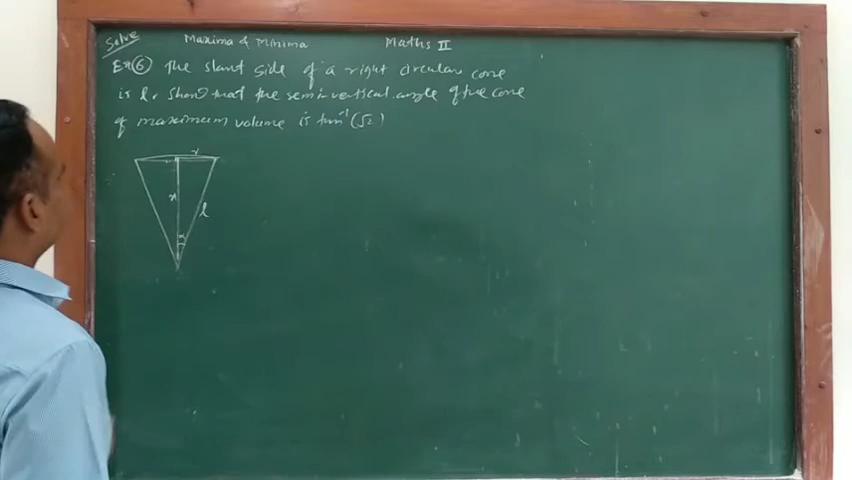 Solve
Maxima & Minima
Maths II
Ex ⑥ The slant side of a right circular cone
is l. Show that the semi vertical angle of the cone
of maximum volume is tan⁻¹(√2)
r
l
α